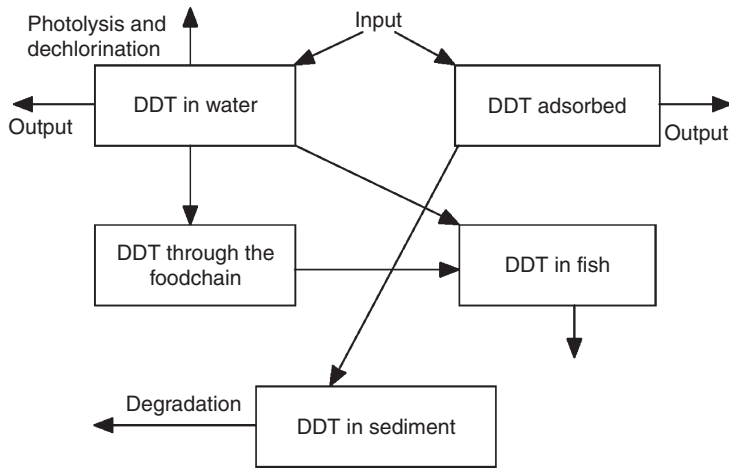 Photolysis and
dechlorination
Input
DDT in water
DDT adsorbed
Output
Output
DDT through the
foodchain
DDT in fish
Degradation
DDT in sediment